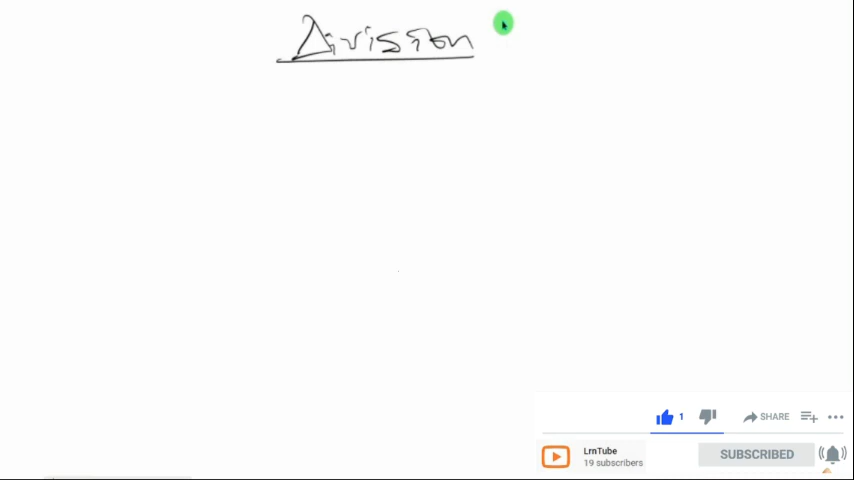 Division
1 SHARE
LrnTube
19 subscribers
SUBSCRIBED